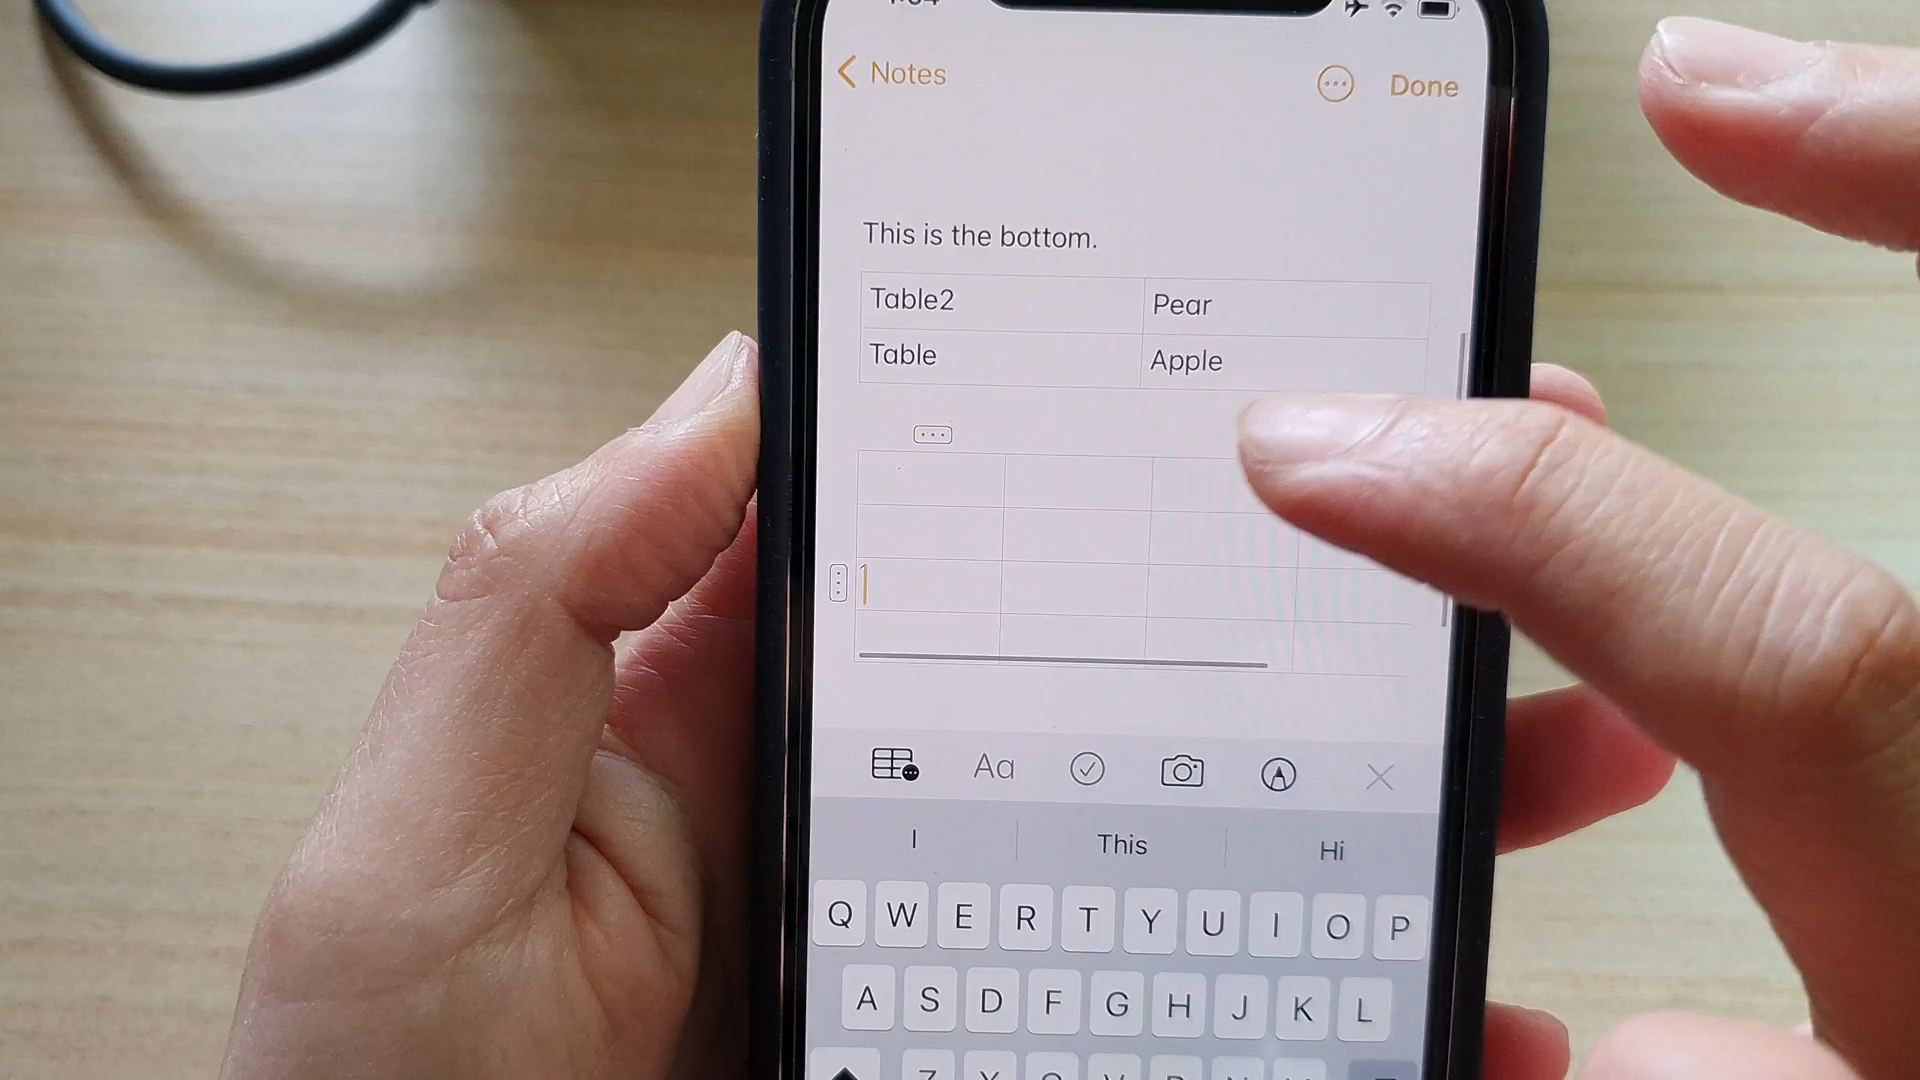 Notes
Done
This is the bottom.
Table2 Pear
Table Apple
Aa
I This Hi
Q W E R T Y U I O P
A S D F G H J K L